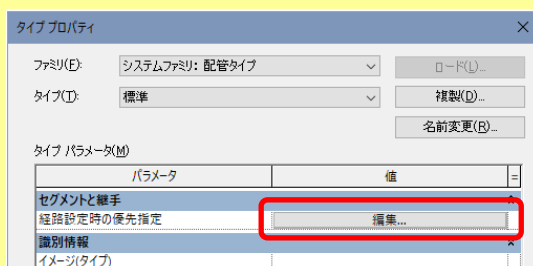 タイプ プロパティ
ファミリ(F): システムファミリ: 配管タイプ ロード(L)...
タイプ(T): 標準 複製(D)...
名前変更(R)...
タイプ パラメータ(M)
パラメータ 値 =
セグメントと継手
経路設定時の優先指定 編集...
識別情報
イメージ(タイプ)